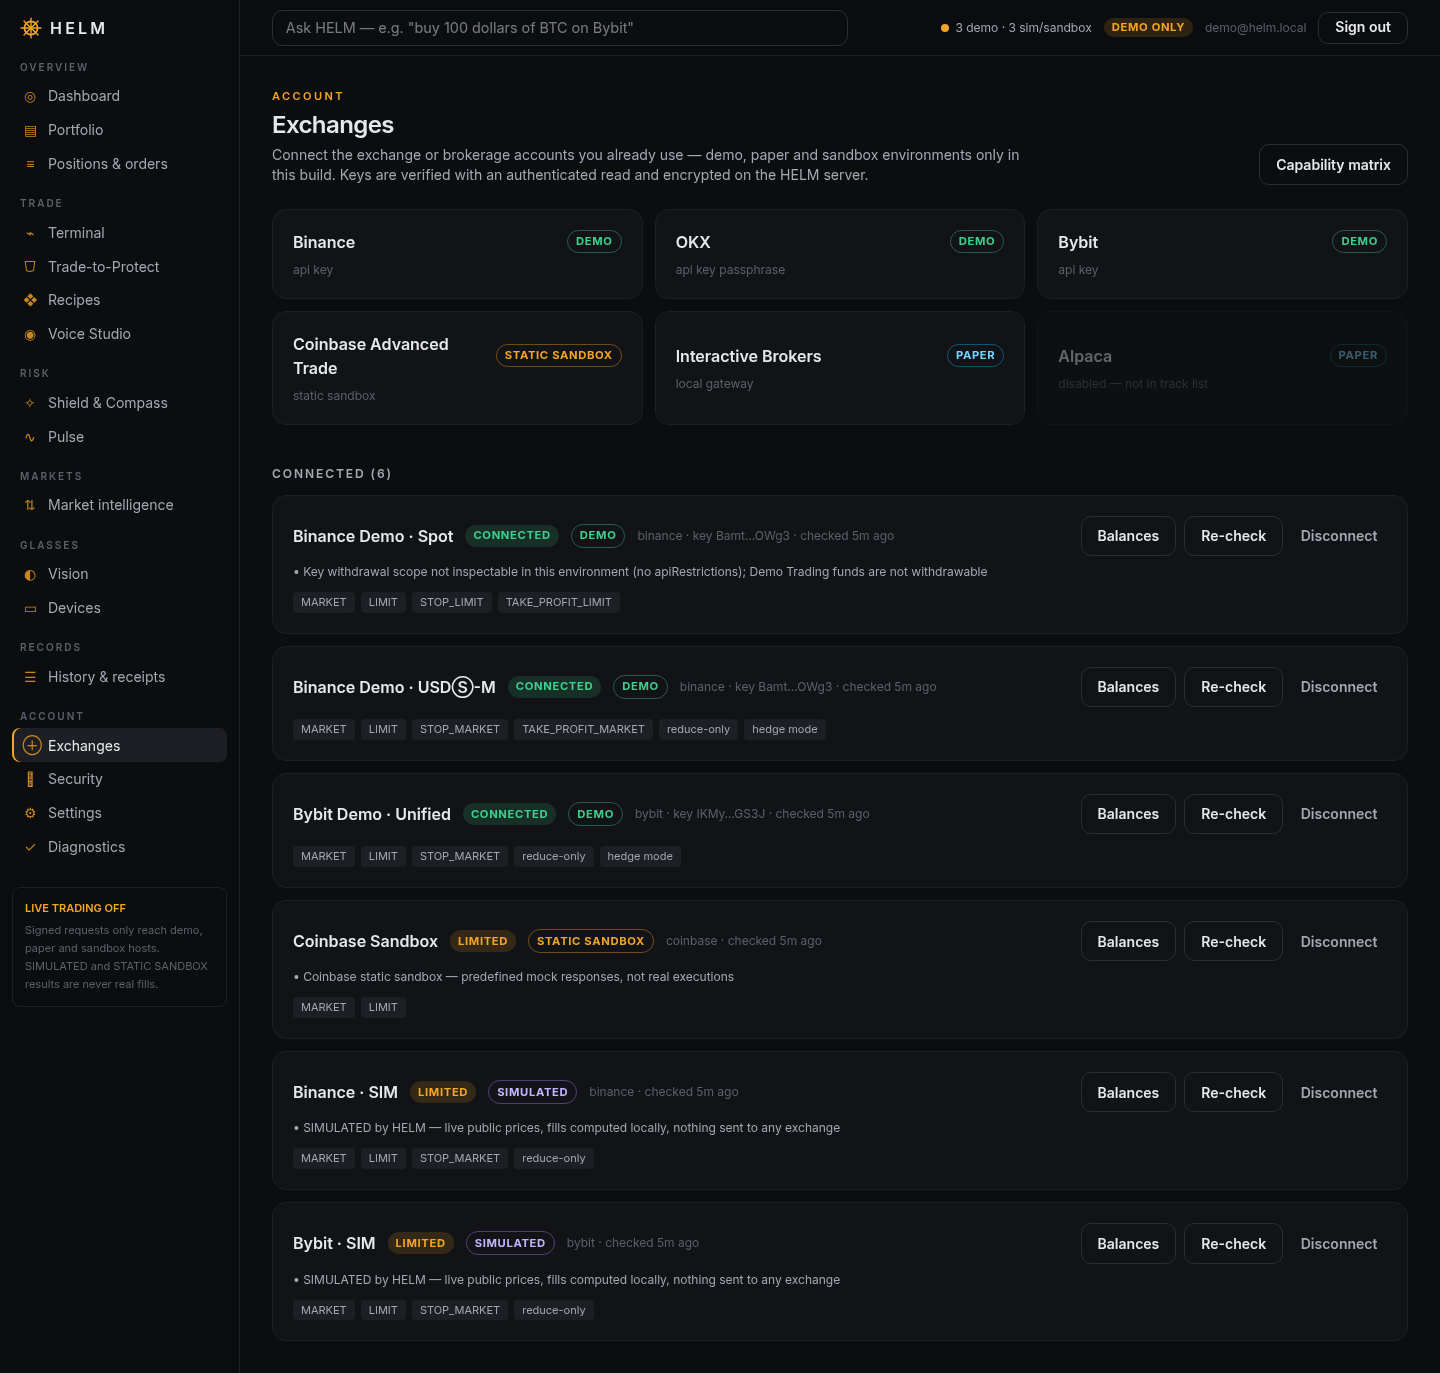 HELM
Ask HELM — e.g. "buy 100 dollars of BTC on Bybit"
3 demo · 3 sim/sandbox
DEMO ONLY
demo@helm.local
Sign out
OVERVIEW
Dashboard
Portfolio
Positions & orders
TRADE
Terminal
Trade-to-Protect
Recipes
Voice Studio
RISK
Shield & Compass
Pulse
MARKETS
Market intelligence
GLASSES
Vision
Devices
RECORDS
History & receipts
ACCOUNT
Exchanges
Security
Settings
Diagnostics
LIVE TRADING OFF
Signed requests only reach demo,
paper and sandbox hosts.
SIMULATED and STATIC SANDBOX
results are never real fills.
ACCOUNT
Exchanges
Connect the exchange or brokerage accounts you already use — demo, paper and sandbox environments only in
this build. Keys are verified with an authenticated read and encrypted on the HELM server.
Capability matrix
Binance DEMO
api key
OKX DEMO
api key passphrase
Bybit DEMO
api key
Coinbase Advanced
Trade
STATIC SANDBOX
static sandbox
Interactive Brokers PAPER
local gateway
Alpaca PAPER
disabled — not in track list
CONNECTED (6)
Binance Demo · Spot CONNECTED DEMO binance · key Bamt…OWg3 · checked 5m ago Balances Re-check Disconnect
• Key withdrawal scope not inspectable in this environment (no apiRestrictions); Demo Trading funds are not withdrawable
MARKET LIMIT STOP_LIMIT TAKE_PROFIT_LIMIT
Binance Demo · USDⓈ-M CONNECTED DEMO binance · key Bamt…OWg3 · checked 5m ago Balances Re-check Disconnect
MARKET LIMIT STOP_MARKET TAKE_PROFIT_MARKET reduce-only hedge mode
Bybit Demo · Unified CONNECTED DEMO bybit · key IKMy…GS3J · checked 5m ago Balances Re-check Disconnect
MARKET LIMIT STOP_MARKET reduce-only hedge mode
Coinbase Sandbox LIMITED STATIC SANDBOX coinbase · checked 5m ago Balances Re-check Disconnect
• Coinbase static sandbox — predefined mock responses, not real executions
MARKET LIMIT
Binance · SIM LIMITED SIMULATED binance · checked 5m ago Balances Re-check Disconnect
• SIMULATED by HELM — live public prices, fills computed locally, nothing sent to any exchange
MARKET LIMIT STOP_MARKET reduce-only
Bybit · SIM LIMITED SIMULATED bybit · checked 5m ago Balances Re-check Disconnect
• SIMULATED by HELM — live public prices, fills computed locally, nothing sent to any exchange
MARKET LIMIT STOP_MARKET reduce-only